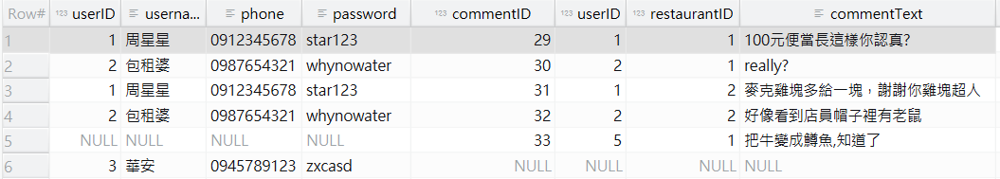 Row# 123 userID username... phone password 123 commentID 123 userID 123 restaurantID commentText
1 1 周星星 0912345678 star123 29 1 1 100元便當長這樣你認真?
2 2 包租婆 0987654321 whynowater 30 2 1 really?
3 1 周星星 0912345678 star123 31 1 2 麥克雞塊多給一塊，謝謝你雞塊超人
4 2 包租婆 0987654321 whynowater 32 2 2 好像看到店員帽子裡有老鼠
5 NULL NULL NULL NULL 33 5 1 把牛變成鱒魚,知道了
6 3 華安 0945789123 zxcasd NULL NULL NULL NULL